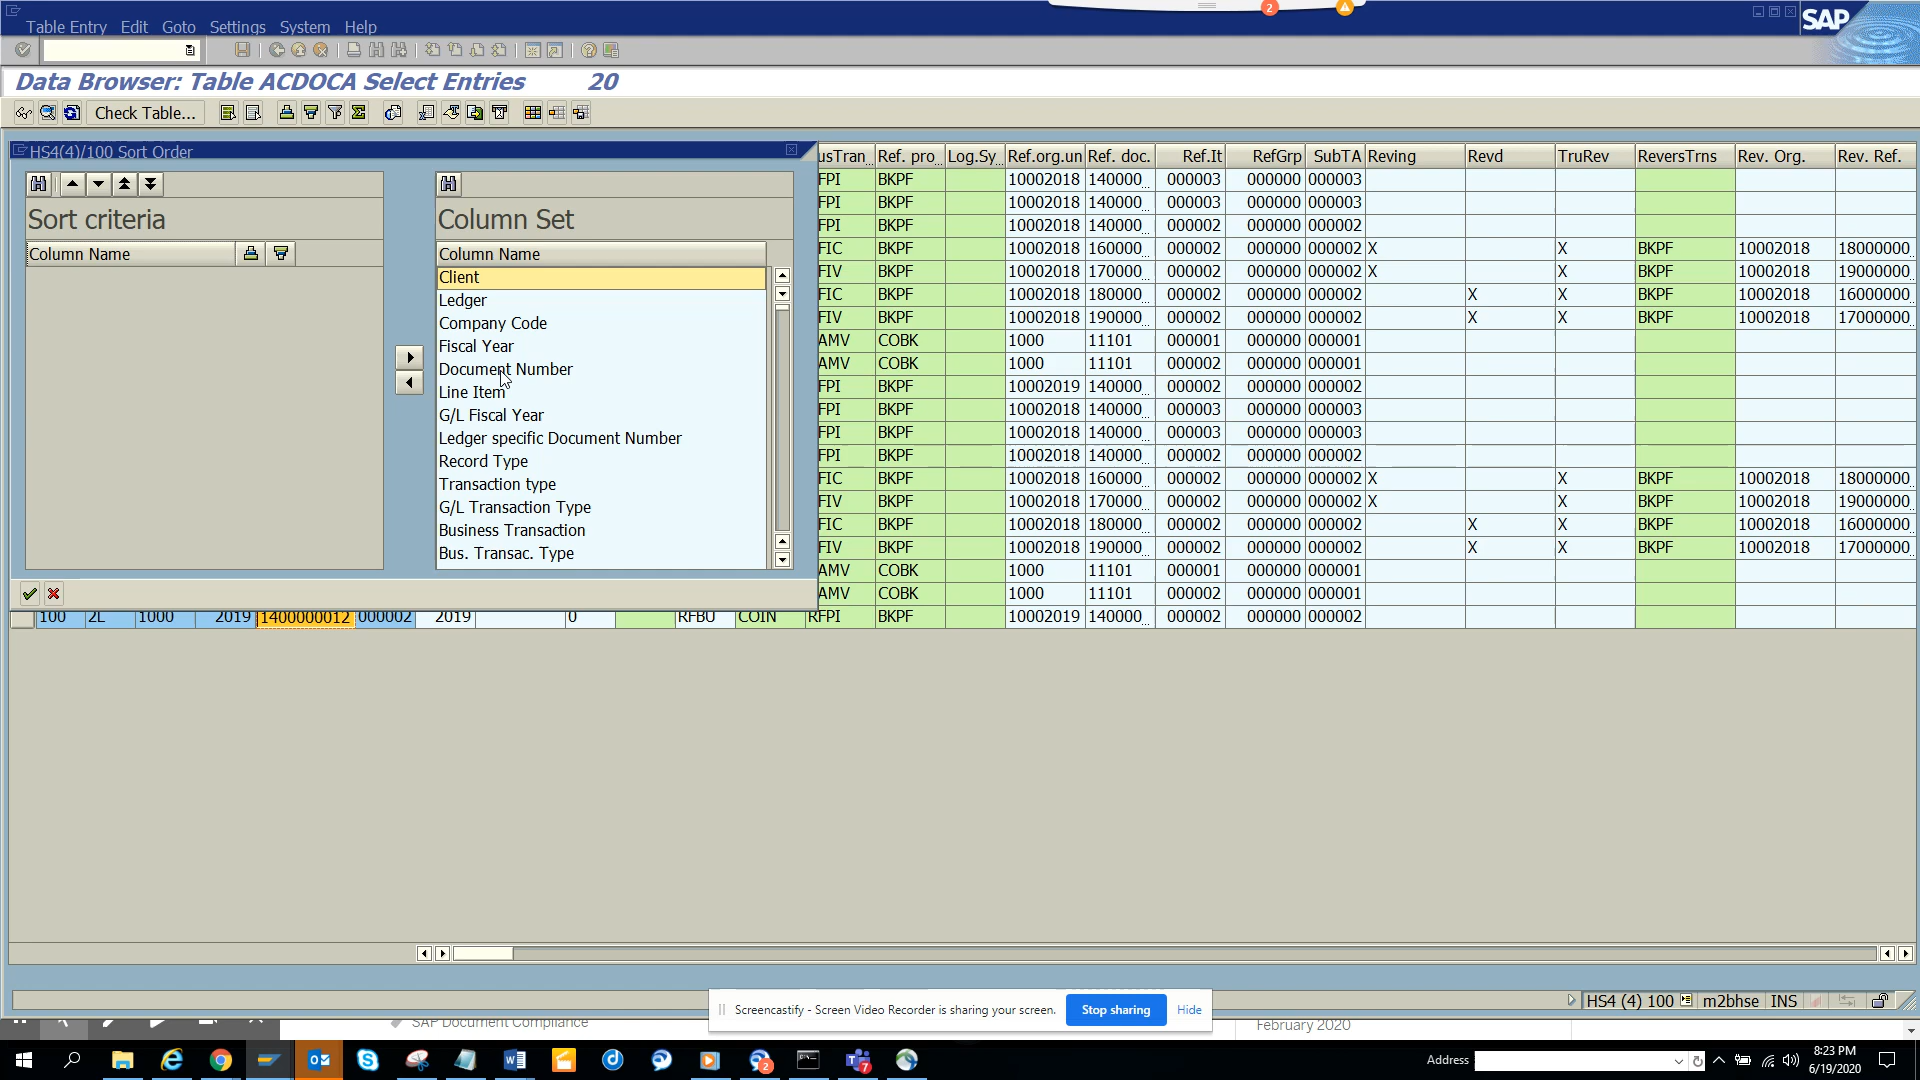 Table Entry Edit Goto Settings System Help
2
SAP
Data Browser: Table ACDOCA Select Entries 20
Check Table...
HS4(4)/100 Sort Order
Sort criteria
Column Name
Column Set
Column Name
Client
Ledger
Company Code
Fiscal Year
Document Number
Line Item
G/L Fiscal Year
Ledger specific Document Number
Record Type
Transaction type
G/L Transaction Type
Business Transaction
Bus. Transac. Type
usTran Ref. pro Log.Sy Ref.org.un Ref. doc. Ref.It RefGrp SubTA Reving Revd TruRev ReversTrns Rev. Org. Rev. Ref.
FPI BKPF 10002018 140000 000003 000000 000003
FPI BKPF 10002018 140000 000003 000000 000003
FPI BKPF 10002018 140000 000002 000000 000002
FIC BKPF 10002018 160000 000002 000000 000002 X X BKPF 10002018 18000000
FIV BKPF 10002018 170000 000002 000000 000002 X X BKPF 10002018 19000000
FIC BKPF 10002018 180000 000002 000000 000002 X X BKPF 10002018 16000000
FIV BKPF 10002018 190000 000002 000000 000002 X X BKPF 10002018 17000000
AMV COBK 1000 11101 000001 000000 000001
AMV COBK 1000 11101 000002 000000 000001
FPI BKPF 10002019 140000 000002 000000 000002
FPI BKPF 10002018 140000 000003 000000 000003
FPI BKPF 10002018 140000 000003 000000 000003
FPI BKPF 10002018 140000 000002 000000 000002
FIC BKPF 10002018 160000 000002 000000 000002 X X BKPF 10002018 18000000
FIV BKPF 10002018 170000 000002 000000 000002 X X BKPF 10002018 19000000
FIC BKPF 10002018 180000 000002 000000 000002 X X BKPF 10002018 16000000
FIV BKPF 10002018 190000 000002 000000 000002 X X BKPF 10002018 17000000
AMV COBK 1000 11101 000001 000000 000001
AMV COBK 1000 11101 000002 000000 000001
100 2L 1000 2019 1400000012 000002 2019 0 RFBU COIN RFPI BKPF 10002019 140000 000002 000000 000002
HS4 (4) 100 m2bhse INS
Screencastify - Screen Video Recorder is sharing your screen. Stop sharing Hide
SAP Document Compliance February 2020
Address
2
7
8:23 PM
6/19/2020